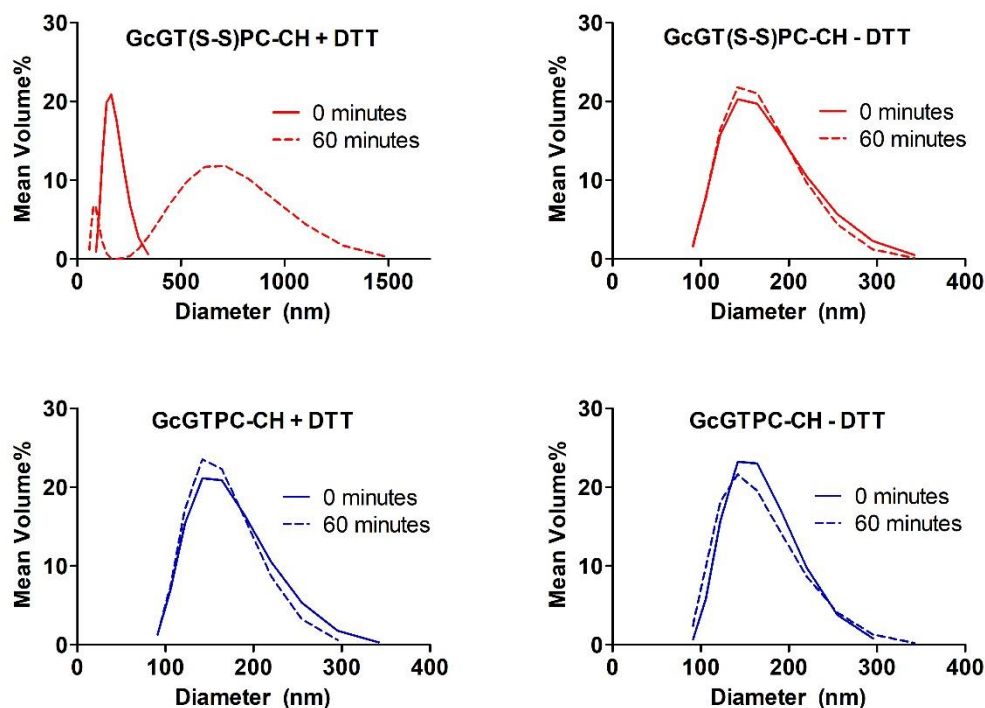 GcGT(S-S)PC-CH + DTT
30
20
10
0
Mean Volume%
0 minutes
60 minutes
0 500 1000 1500
Diameter (nm)
GcGT(S-S)PC-CH - DTT
30
20
10
0
Mean Volume%
0 minutes
60 minutes
0 100 200 300 400
Diameter (nm)
GcGTPC-CH + DTT
30
20
10
0
Mean Volume%
0 minutes
60 minutes
0 100 200 300 400
Diameter (nm)
GcGTPC-CH - DTT
30
20
10
0
Mean Volume%
0 minutes
60 minutes
0 100 200 300 400
Diameter (nm)